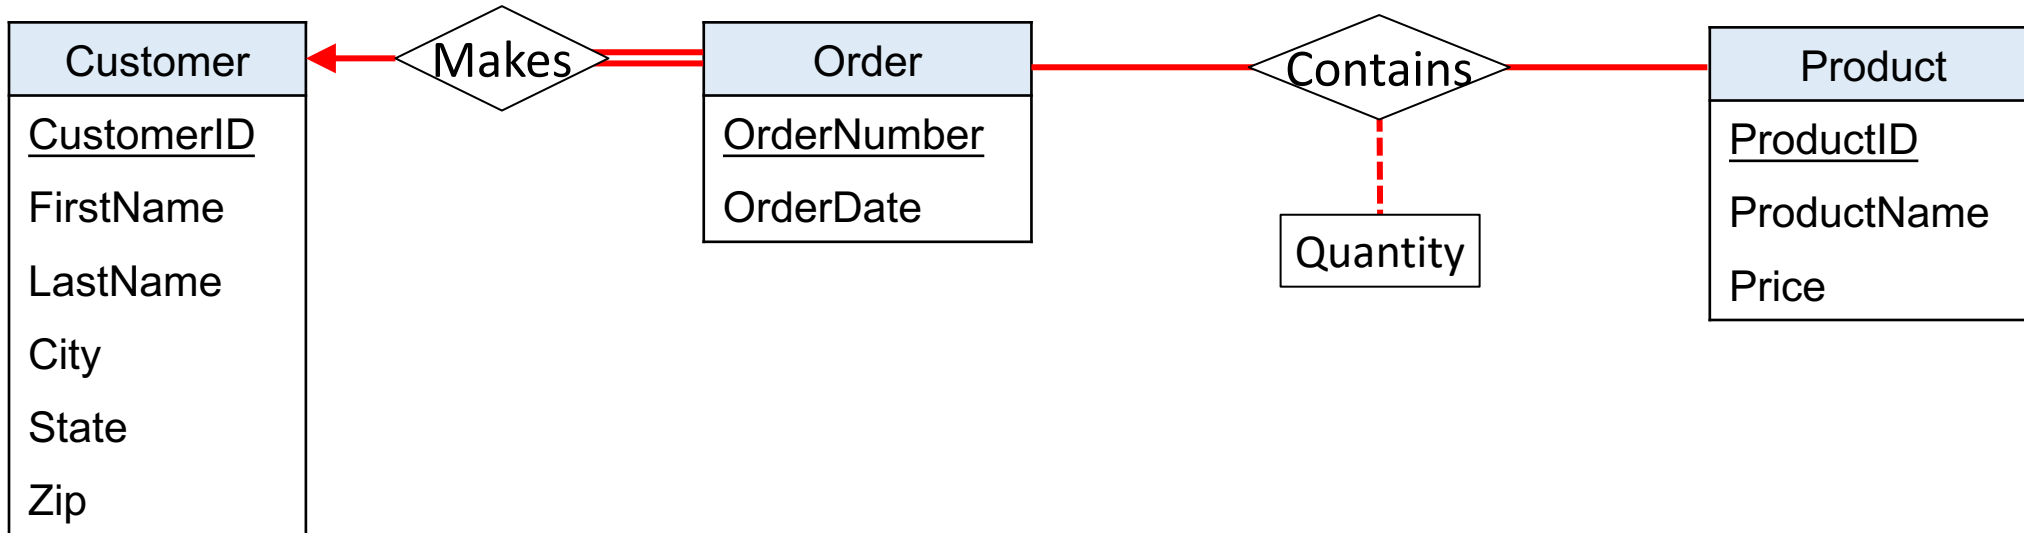 Customer
CustomerID
FirstName
LastName
City
State
Zip
Makes
Order
OrderNumber
OrderDate
Contains
Quantity
Product
ProductID
ProductName
Price